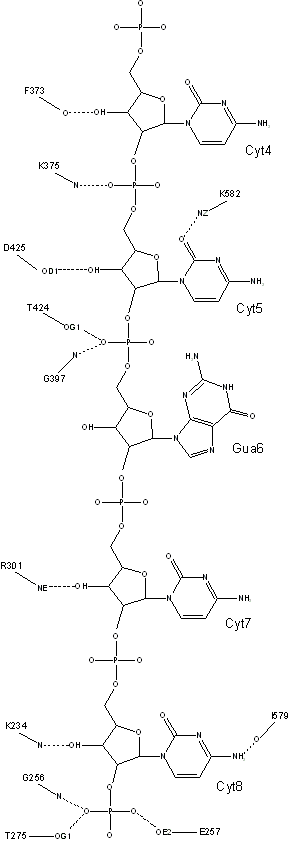 O
O P O
O
F373
O
O OH
O
N
N NH2
Cyt4
K375
O
N O P O
O
K582
NZ
D425
O
O
OD1 OH
N
N NH2
Cyt5
T424
O
OG1 O P O
N
O
G397
H2N
N NH
O
OH
N
N
O
Gua6
O
O P O
O
R301
O
O
N
NE OH
N
NH2
Cyt7
O
O P O
O
I579
K234
O
O
N
O
N OH
N
NH2
Cyt8
G256
O
N
O P O
T275 OG1
O
OE2 E257